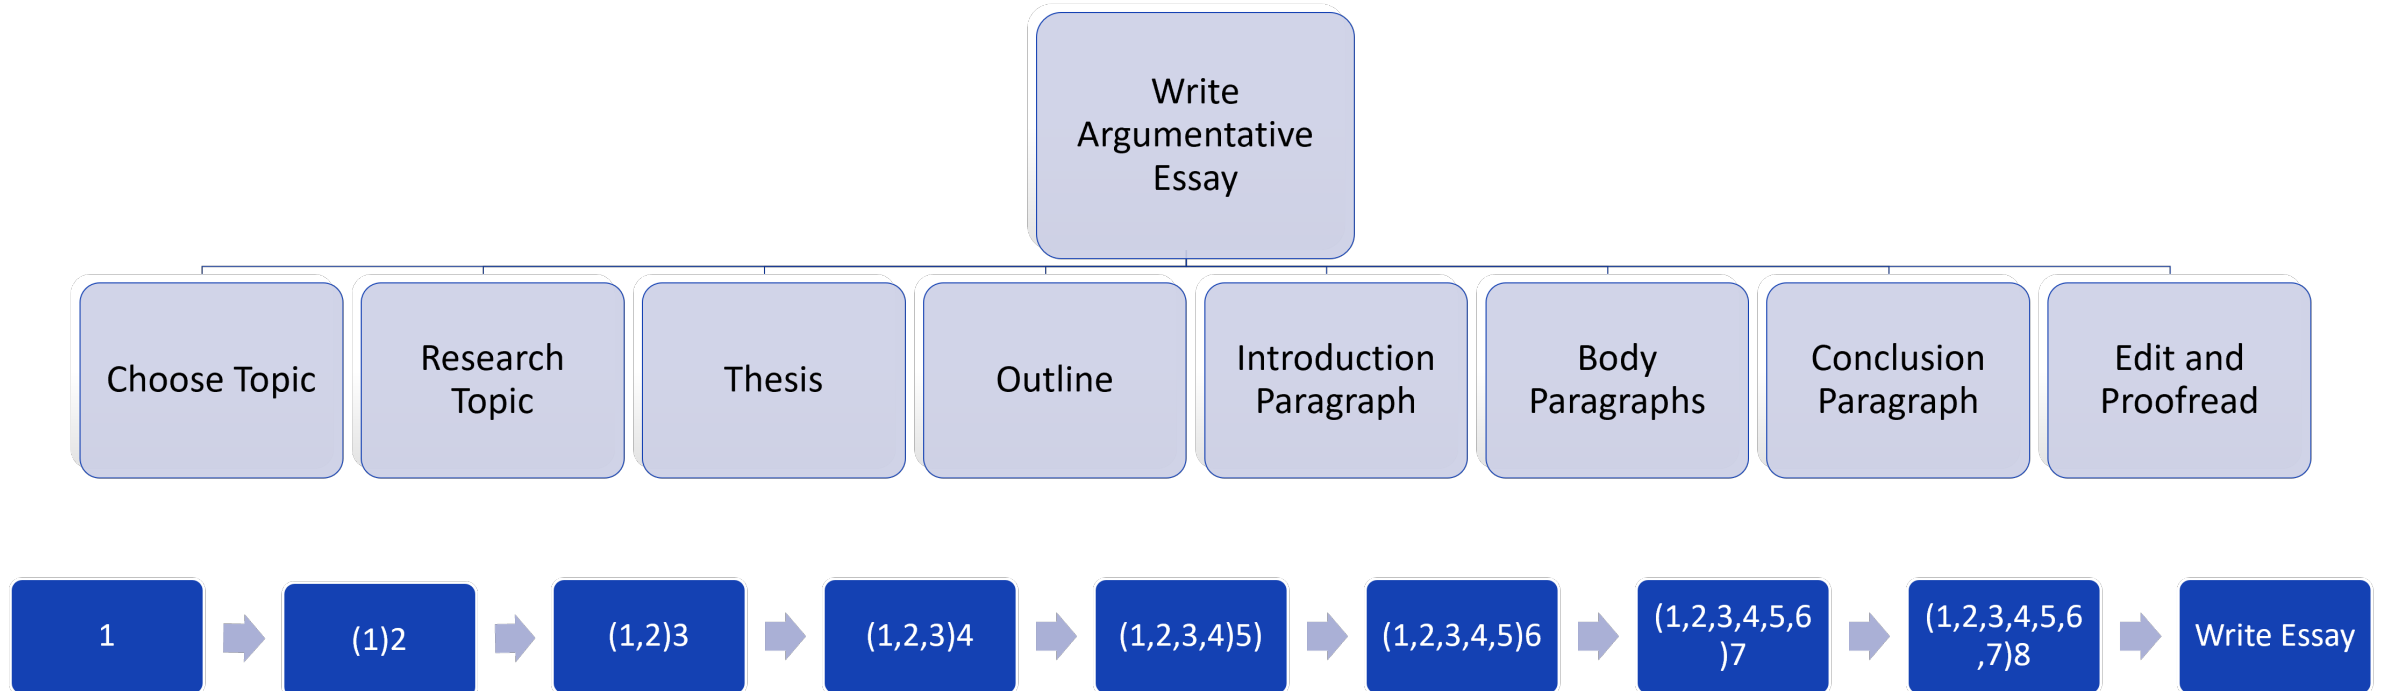 Write
Argumentative
Essay
Choose Topic
Research
Topic
Thesis
Outline
Introduction
Paragraph
Body
Paragraphs
Conclusion
Paragraph
Edit and
Proofread
1
(1)2
(1,2)3
(1,2,3)4
(1,2,3,4)5)
(1,2,3,4,5)6
(1,2,3,4,5,6
)7
(1,2,3,4,5,6
,7)8
Write Essay